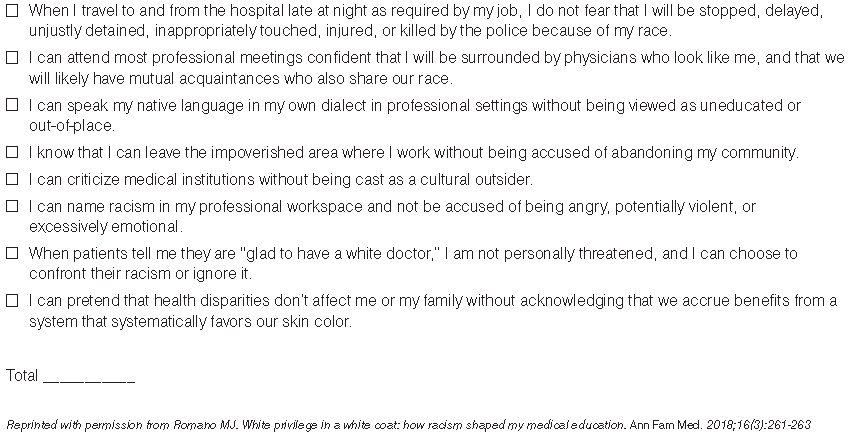 ☐ When I travel to and from the hospital late at night as required by my job, I do not fear that I will be stopped, delayed,
unjustly detained, inappropriately touched, injured, or killed by the police because of my race.
☐ I can attend most professional meetings confident that I will be surrounded by physicians who look like me, and that we
will likely have mutual acquaintances who also share our race.
☐ I can speak my native language in my own dialect in professional settings without being viewed as uneducated or
out-of-place.
☐ I know that I can leave the impoverished area where I work without being accused of abandoning my community.
☐ I can criticize medical institutions without being cast as a cultural outsider.
☐ I can name racism in my professional workspace and not be accused of being angry, potentially violent, or
excessively emotional.
☐ When patients tell me they are "glad to have a white doctor," I am not personally threatened, and I can choose to
confront their racism or ignore it.
☐ I can pretend that health disparities don't affect me or my family without acknowledging that we accrue benefits from a
system that systematically favors our skin color.
Total ___________
Reprinted with permission from Romano MJ. White privilege in a white coat: how racism shaped my medical education. Ann Fam Med. 2018;16(3):261-263